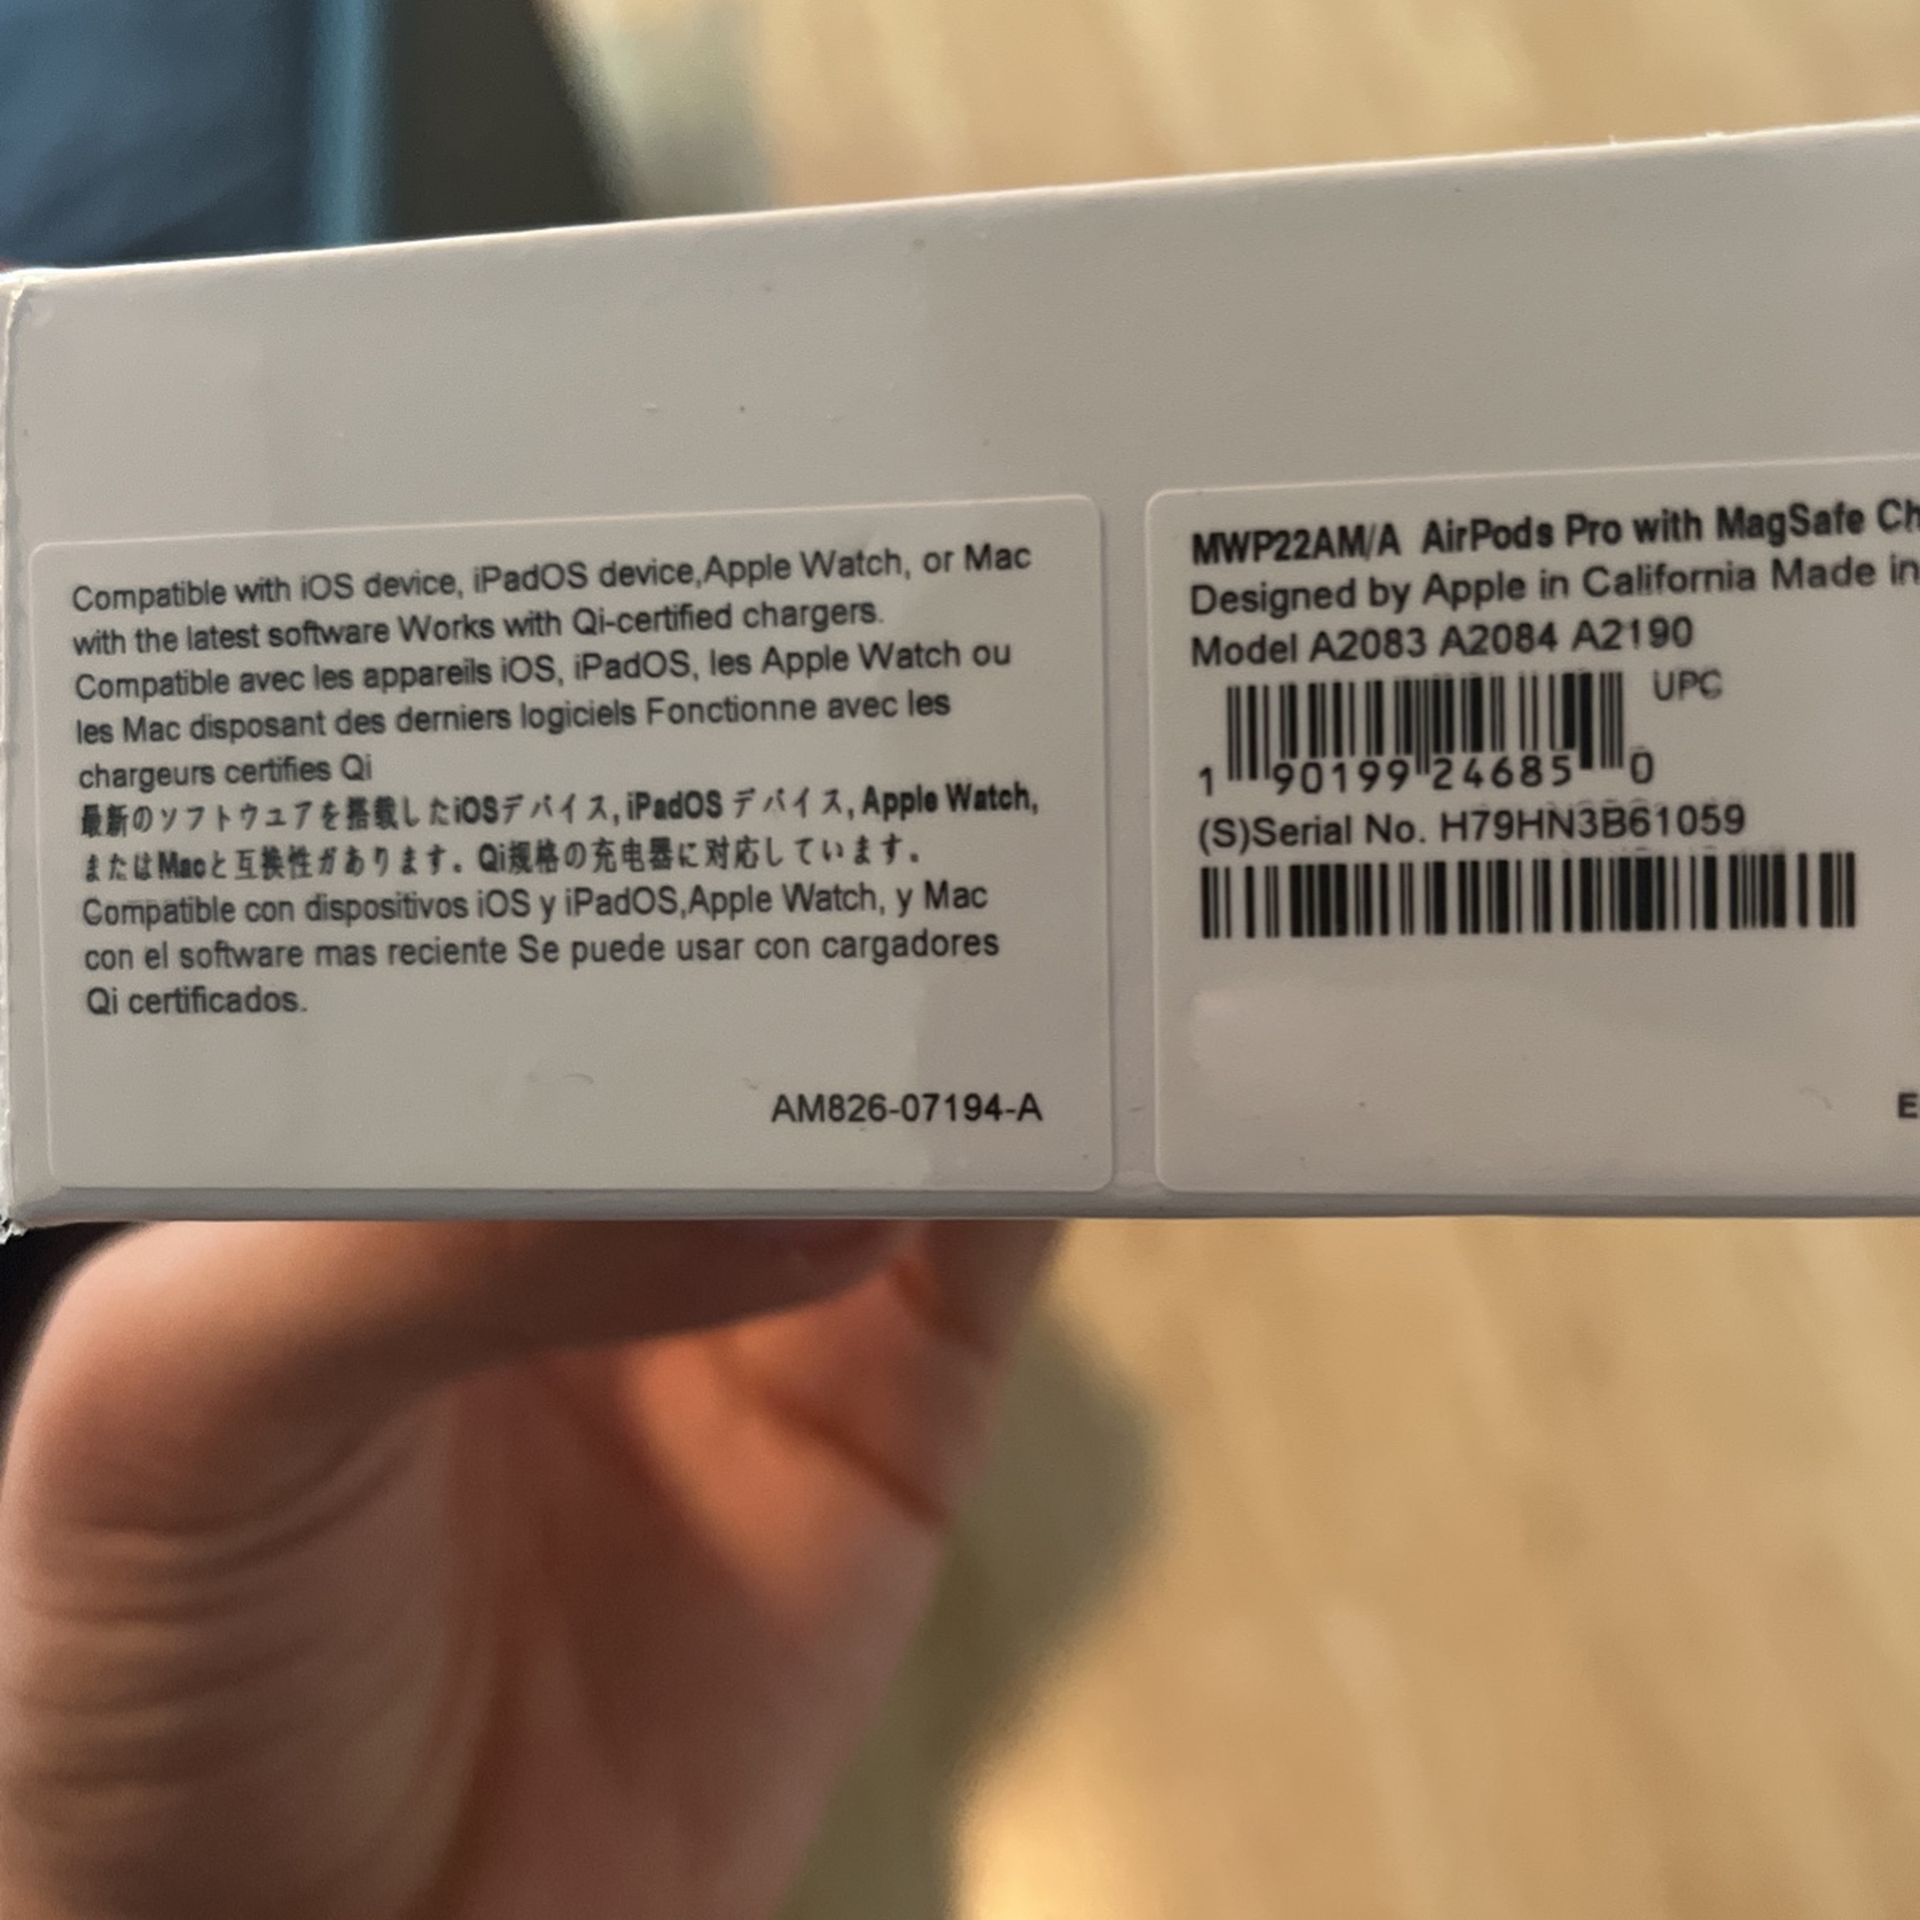 Compatible with iOS device, iPadOS device,Apple Watch, or Mac
with the latest software Works with Qi-certified chargers.
Compatible avec les appareils iOS, iPadOS, les Apple Watch ou
les Mac disposant des derniers logiciels Fonctionne avec les
chargeurs certifies Qi
最新のソフトウュアを搭載したiOSデバイス, iPadOS デバイス, Apple Watch,
またはMacと互換性があります。Qi規格の充电器に対応しています。
Compatible con dispositivos iOS y iPadOS,Apple Watch, y Mac
con el software mas reciente Se puede usar con cargadores
Qi certificados.
AM826-07194-A
MWP22AM/A AirPods Pro with MagSafe Ch
Designed by Apple in California Made in
Model A2083 A2084 A2190
UPC
1 90199 24685 0
(S)Serial No. H79HN3B61059
E